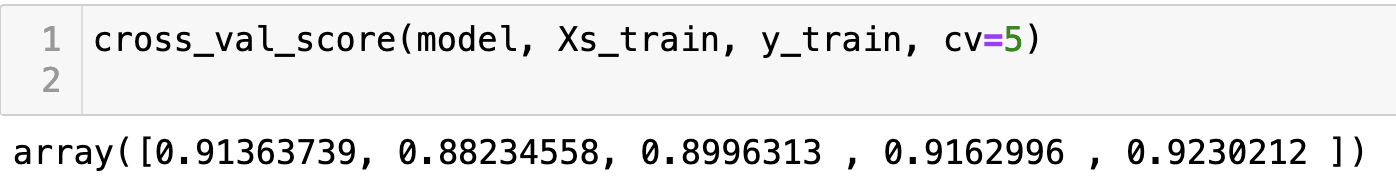 1 cross_val_score(model, Xs_train, y_train, cv=5)
2
array([0.91363739, 0.88234558, 0.8996313 , 0.9162996 , 0.9230212 ])